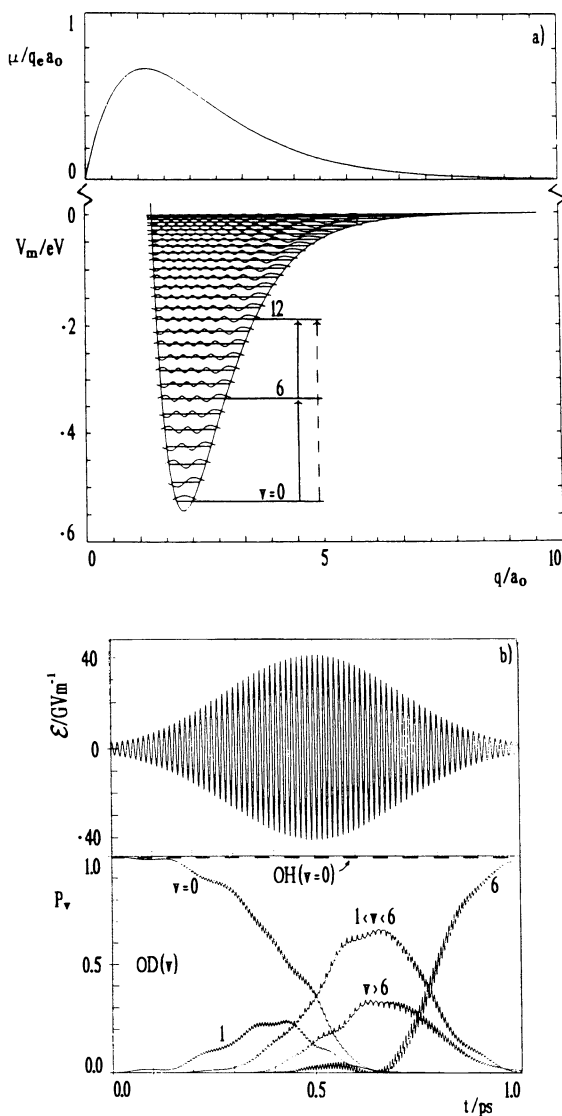 1
a)
μ/qₑaₒ
0
0
Vₘ/eV
12
-2
6
-4
v=0
-6
0
5
10
q/aₒ
b)
40
ℰ/GVm⁻¹
0
-40
1.0
OH(v=0)
v=0
6
Pᵥ
1<v<6
0.5
OD(v)
v>6
1
0.0
0.0
0.5
1.0
t/ps